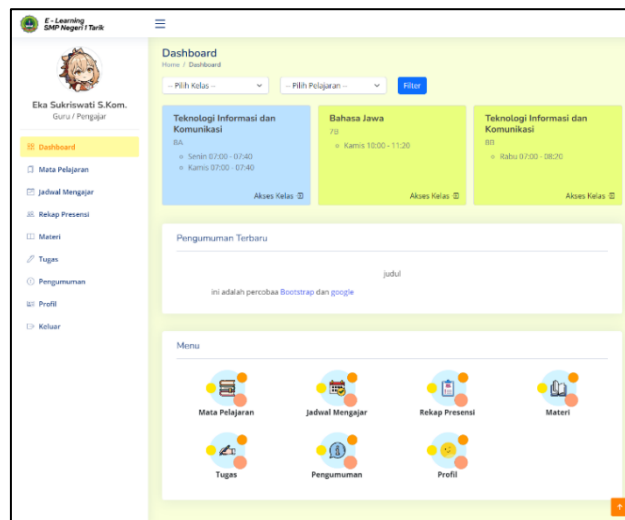 E - Learning
SMP Negeri 1 Tarik
Eka Sukriswati S.Kom.
Guru / Pengajar
Dashboard
Mata Pelajaran
Jadwal Mengajar
Rekap Presensi
Materi
Tugas
Pengumuman
Profil
Keluar
Dashboard
Home / Dashboard
-- Pilih Kelas --
-- Pilih Pelajaran --
Filter
Teknologi Informasi dan
Komunikasi
8A
Senin 07:00 - 07:40
Kamis 07:00 - 07:40
Akses Kelas
Bahasa Jawa
7B
Kamis 10:00 - 11:20
Akses Kelas
Teknologi Informasi dan
Komunikasi
8B
Rabu 07:00 - 08:20
Akses Kelas
Pengumuman Terbaru
judul
ini adalah percobaa Bootstrap dan google
Menu
Mata Pelajaran
Jadwal Mengajar
Rekap Presensi
Materi
Tugas
Pengumuman
Profil